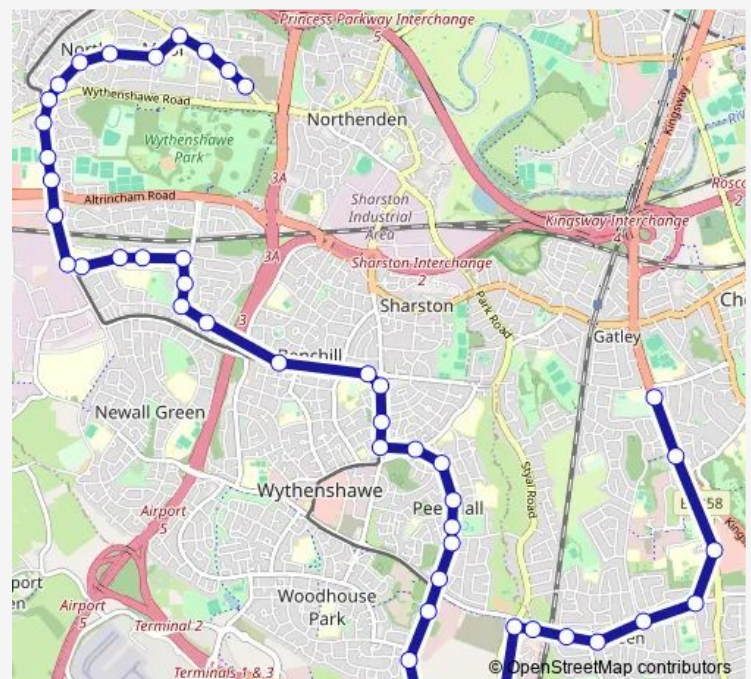 Princess Parkway Interchange
5
Wythenshawe Road
Northenden
Wythenshawe
Park
3A
Kingsway
Altrincham Road
Sharston
Industrial
Area
Kingsway Interchange
4
2
3A
Sharston Interchange
2
Sharston
Park Road
3
Gatley
Newall Green
Styal Road
Wythenshawe
Airport
5
Woodhouse
Park
Airport
5
Terminal 2
Terminals 1 & 3
© OpenStreetMap contributors